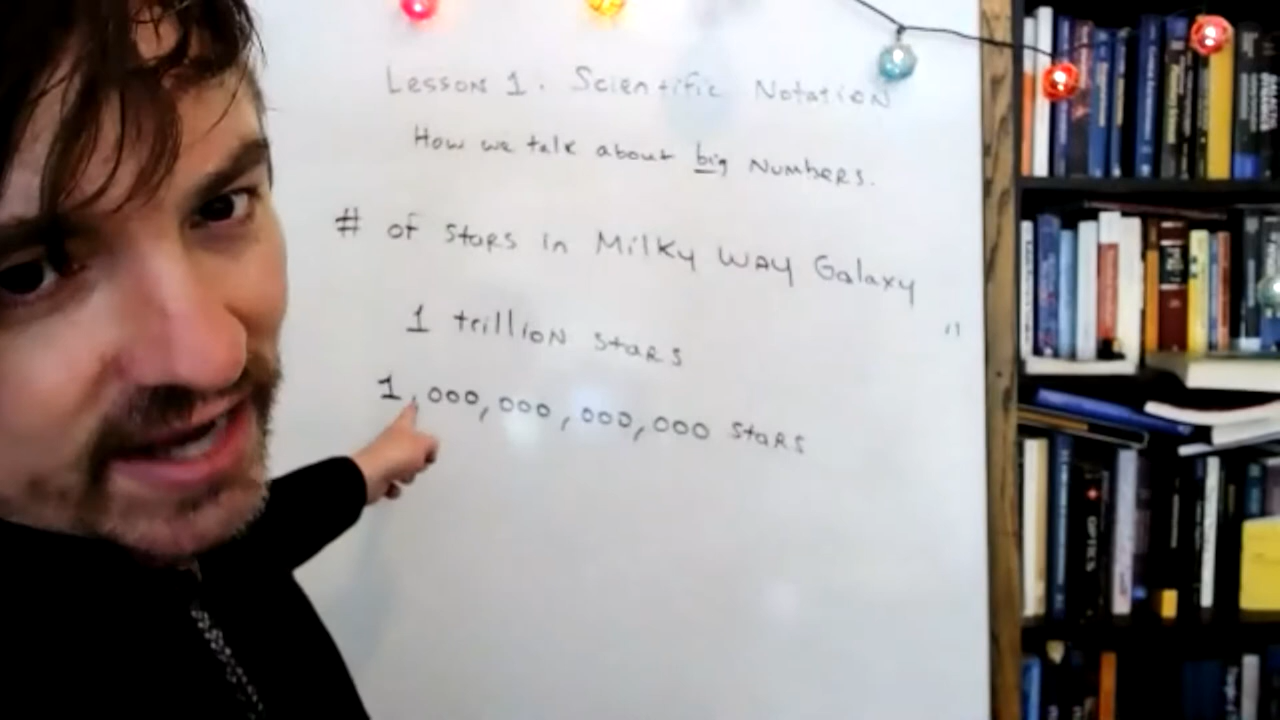 Lesson 1. Scientific Notation
How we talk about big Numbers.
# of Stars in Milky Way Galaxy
1 trillion Stars
1,000,000,000,000 Stars
OPTICS